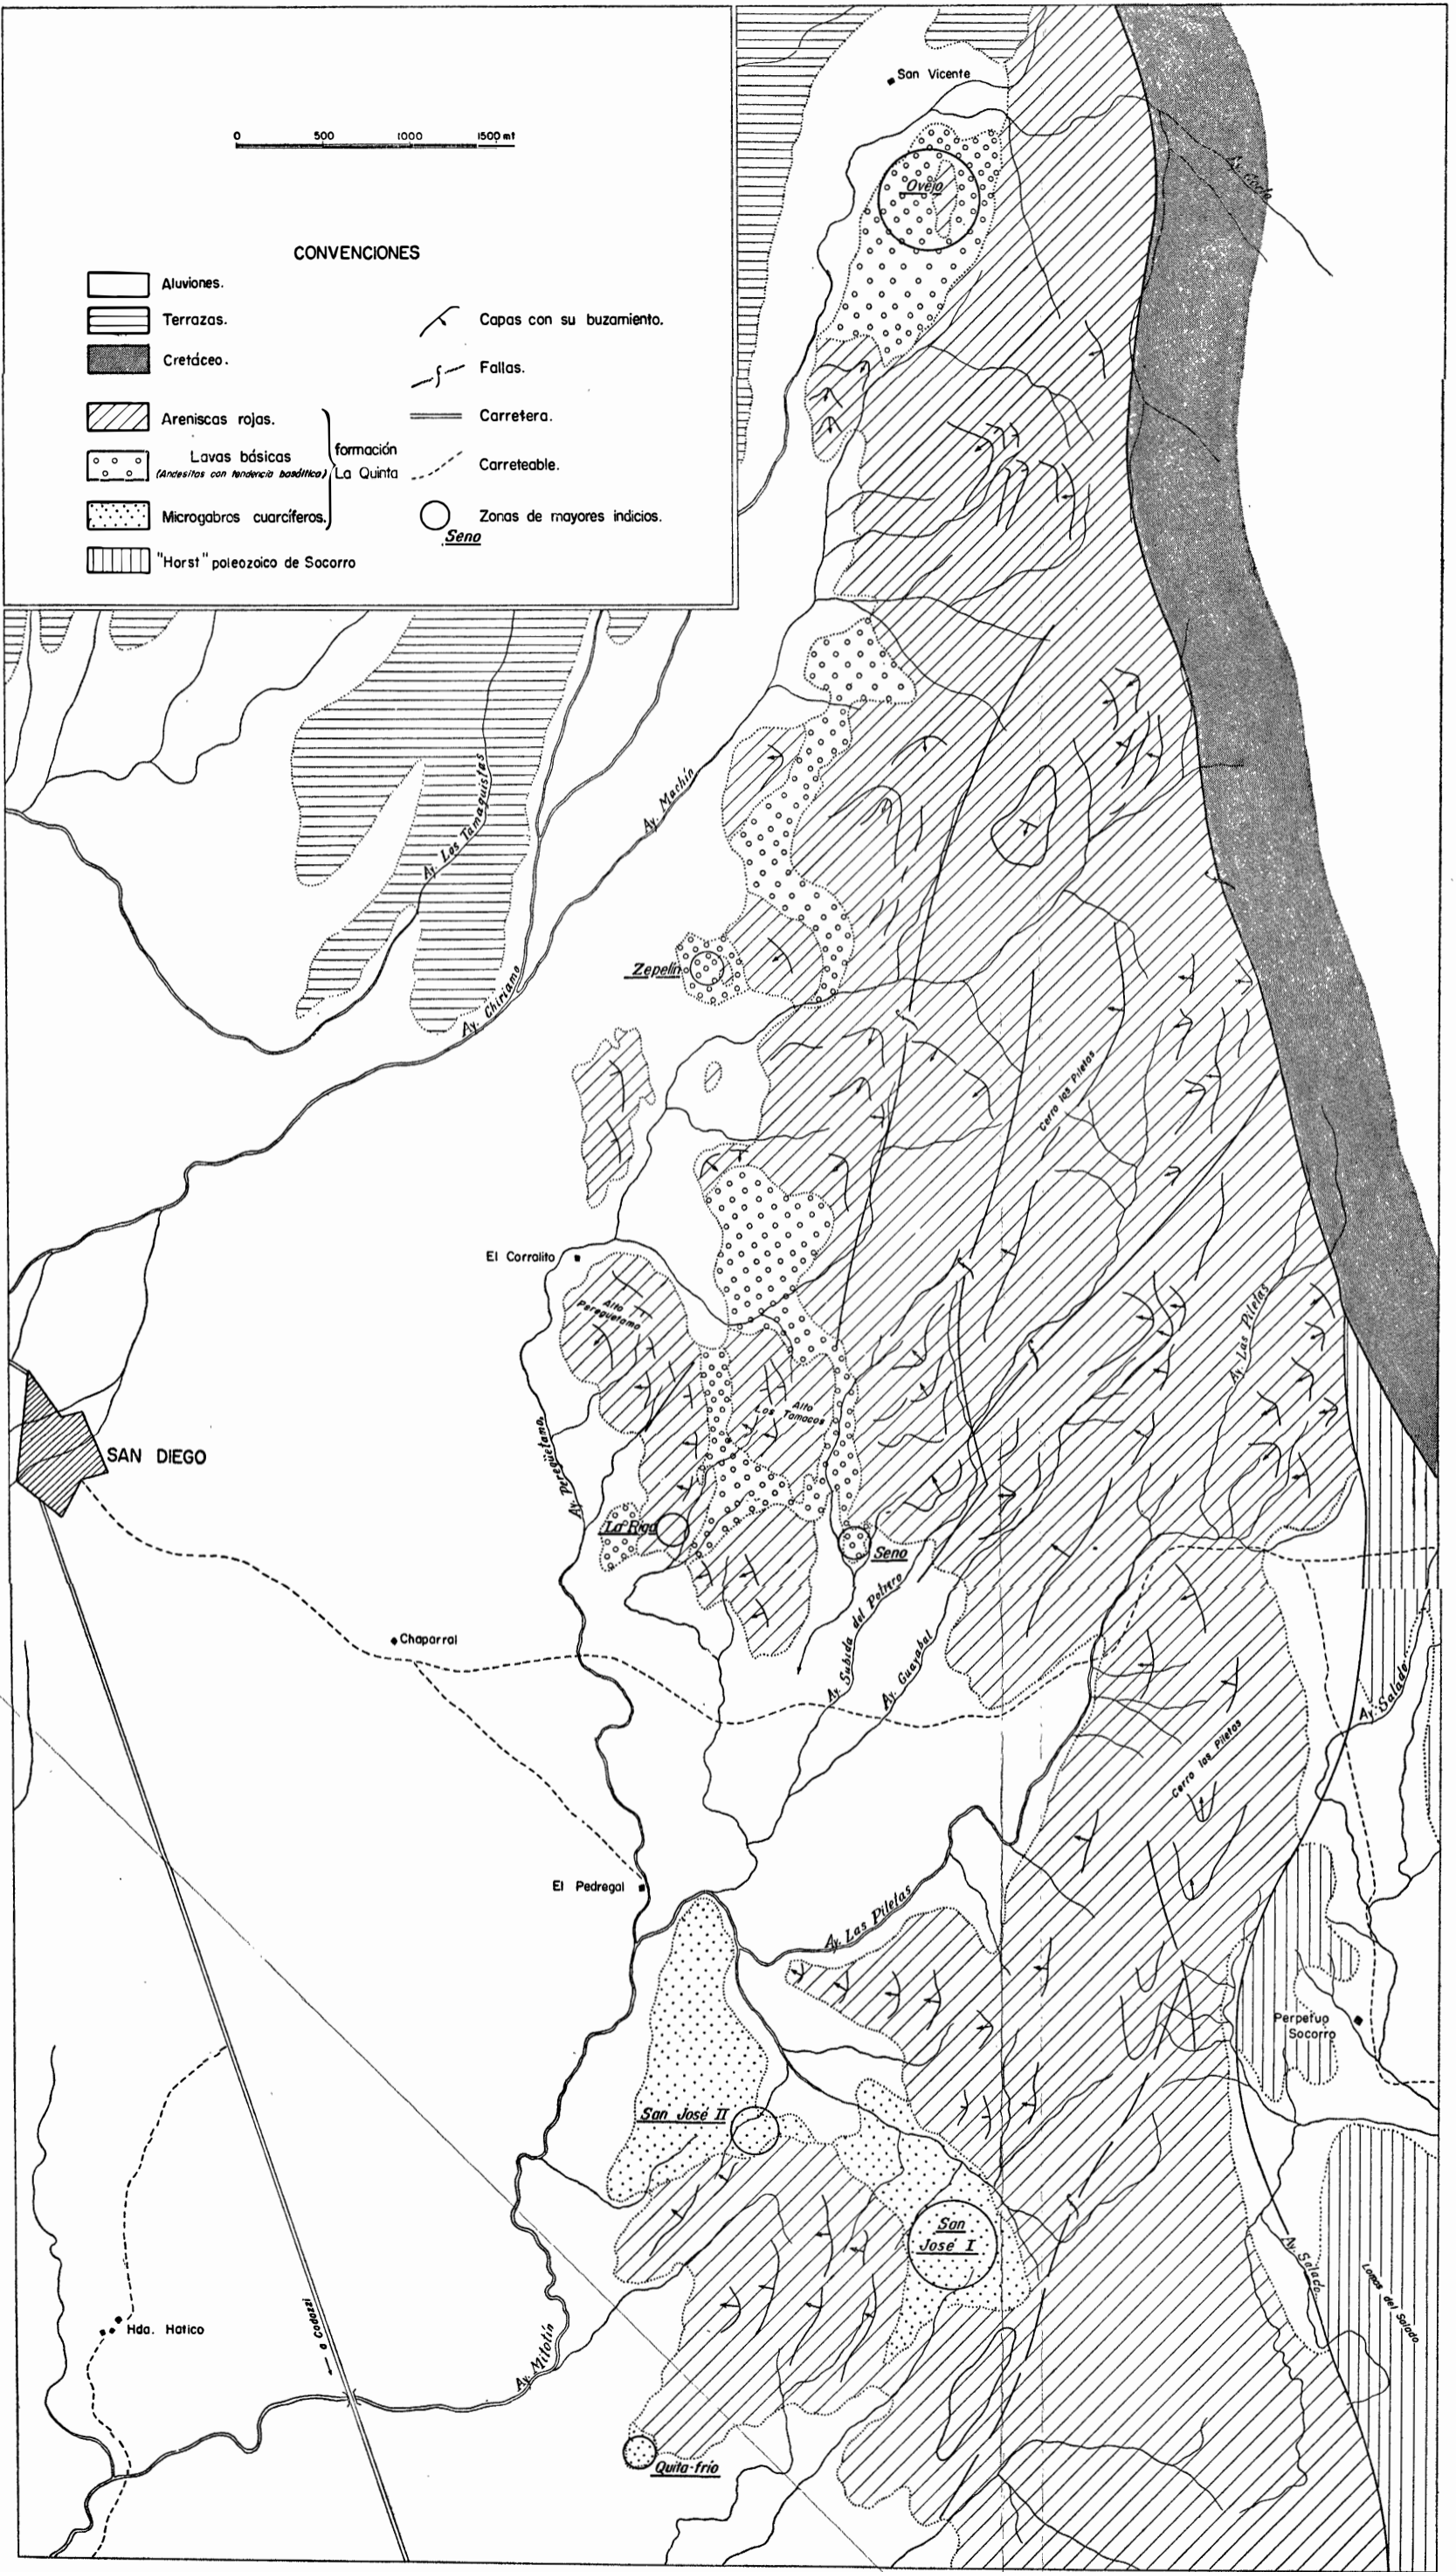 0 500 1000 1500 mt
CONVENCIONES
Aluviones.
Terrazas.
Cretáceo.
Areniscas rojas.
Lavas básicas
(Andesitas con tendencia basáltica)
Microgabros cuarcíferos.
formación
La Quinta
"Horst" poleozoico de Socorro
Capas con su buzamiento.
Fallas.
Carretera.
Carreteable.
Zonas de mayores indicios.
Seno
San Vicente
Ovejo
Ay. Machín
Ay. Los Tamaquistas
Ay. Chiriamo
Zepelín
Cerro las Piletas
El Corralito
Alto
Peregüetamo
Ay. Las Piletas
Alto
Los Tamacos
Ay. Peregüetamo
SAN DIEGO
La Riga
Seno
Ay. Subida del Potrero
Ay. Guayabal
Chaparral
Ay. Salado
Cerro las Piletas
El Pedregal
Ay. Las Piletas
Perpetuo
Socorro
San José II
San
José I
Ay. Salado
Lomas del Salado
Hda. Hatico
a Codazzi
Ay. Mitolín
Quita-frío